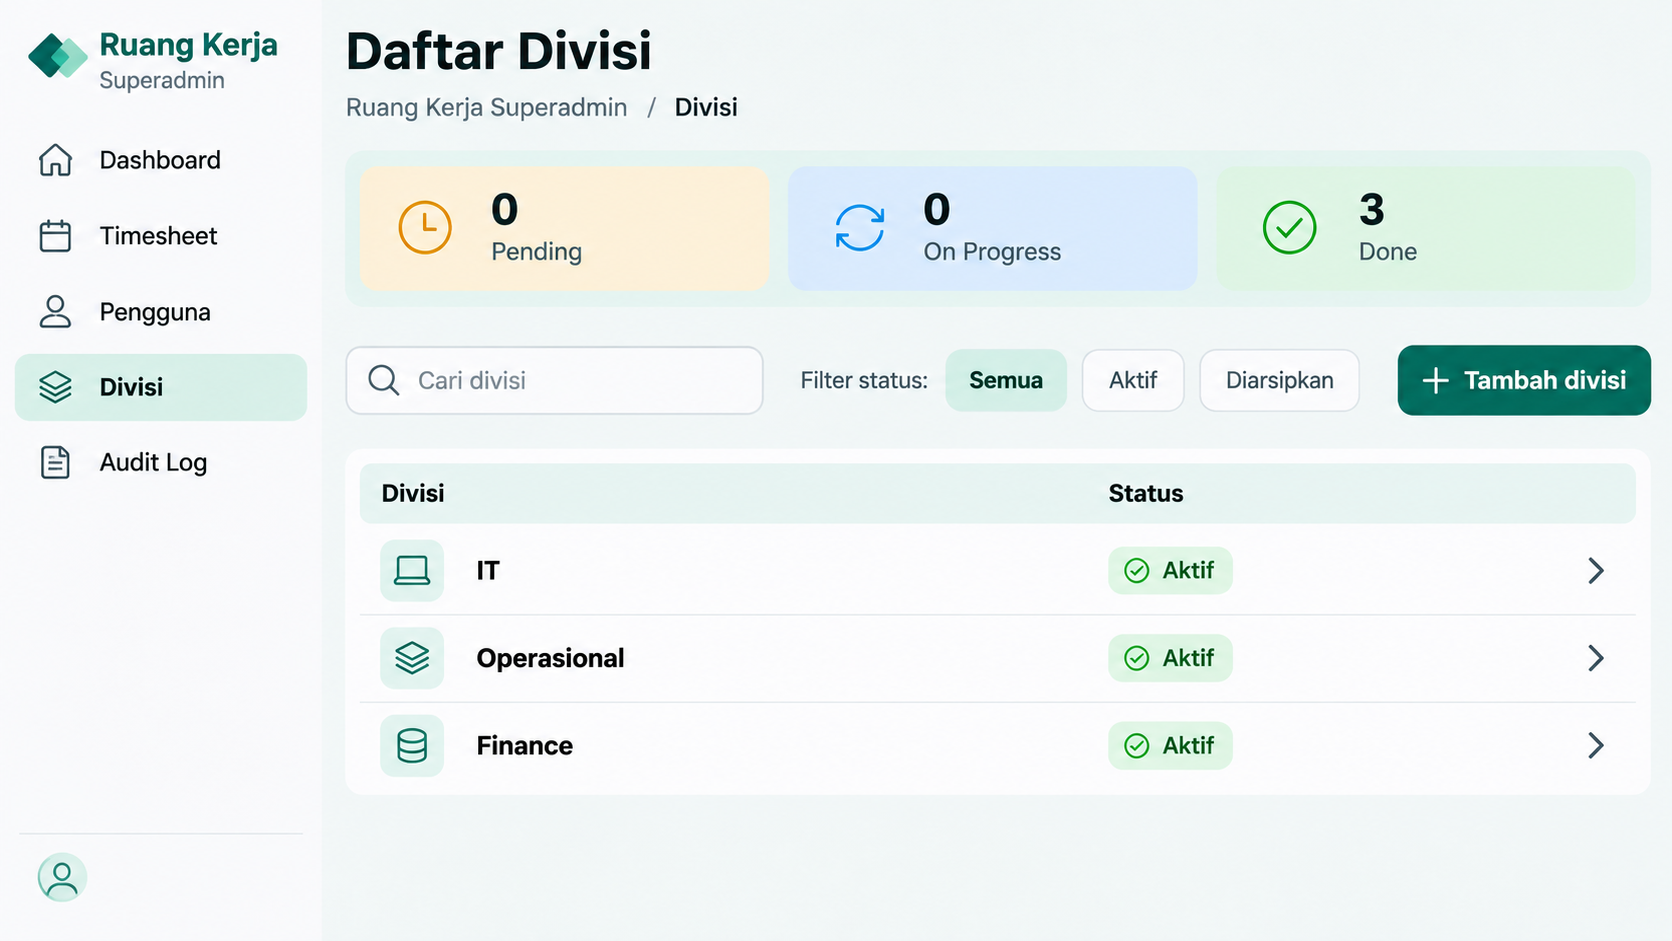 Ruang Kerja
Superadmin
Dashboard
Timesheet
Pengguna
Divisi
Audit Log
Daftar Divisi
Ruang Kerja Superadmin / Divisi
0
Pending
0
On Progress
3
Done
Cari divisi
Filter status:
Semua
Aktif
Diarsipkan
+ Tambah divisi
Divisi Status
IT Aktif
Operasional Aktif
Finance Aktif